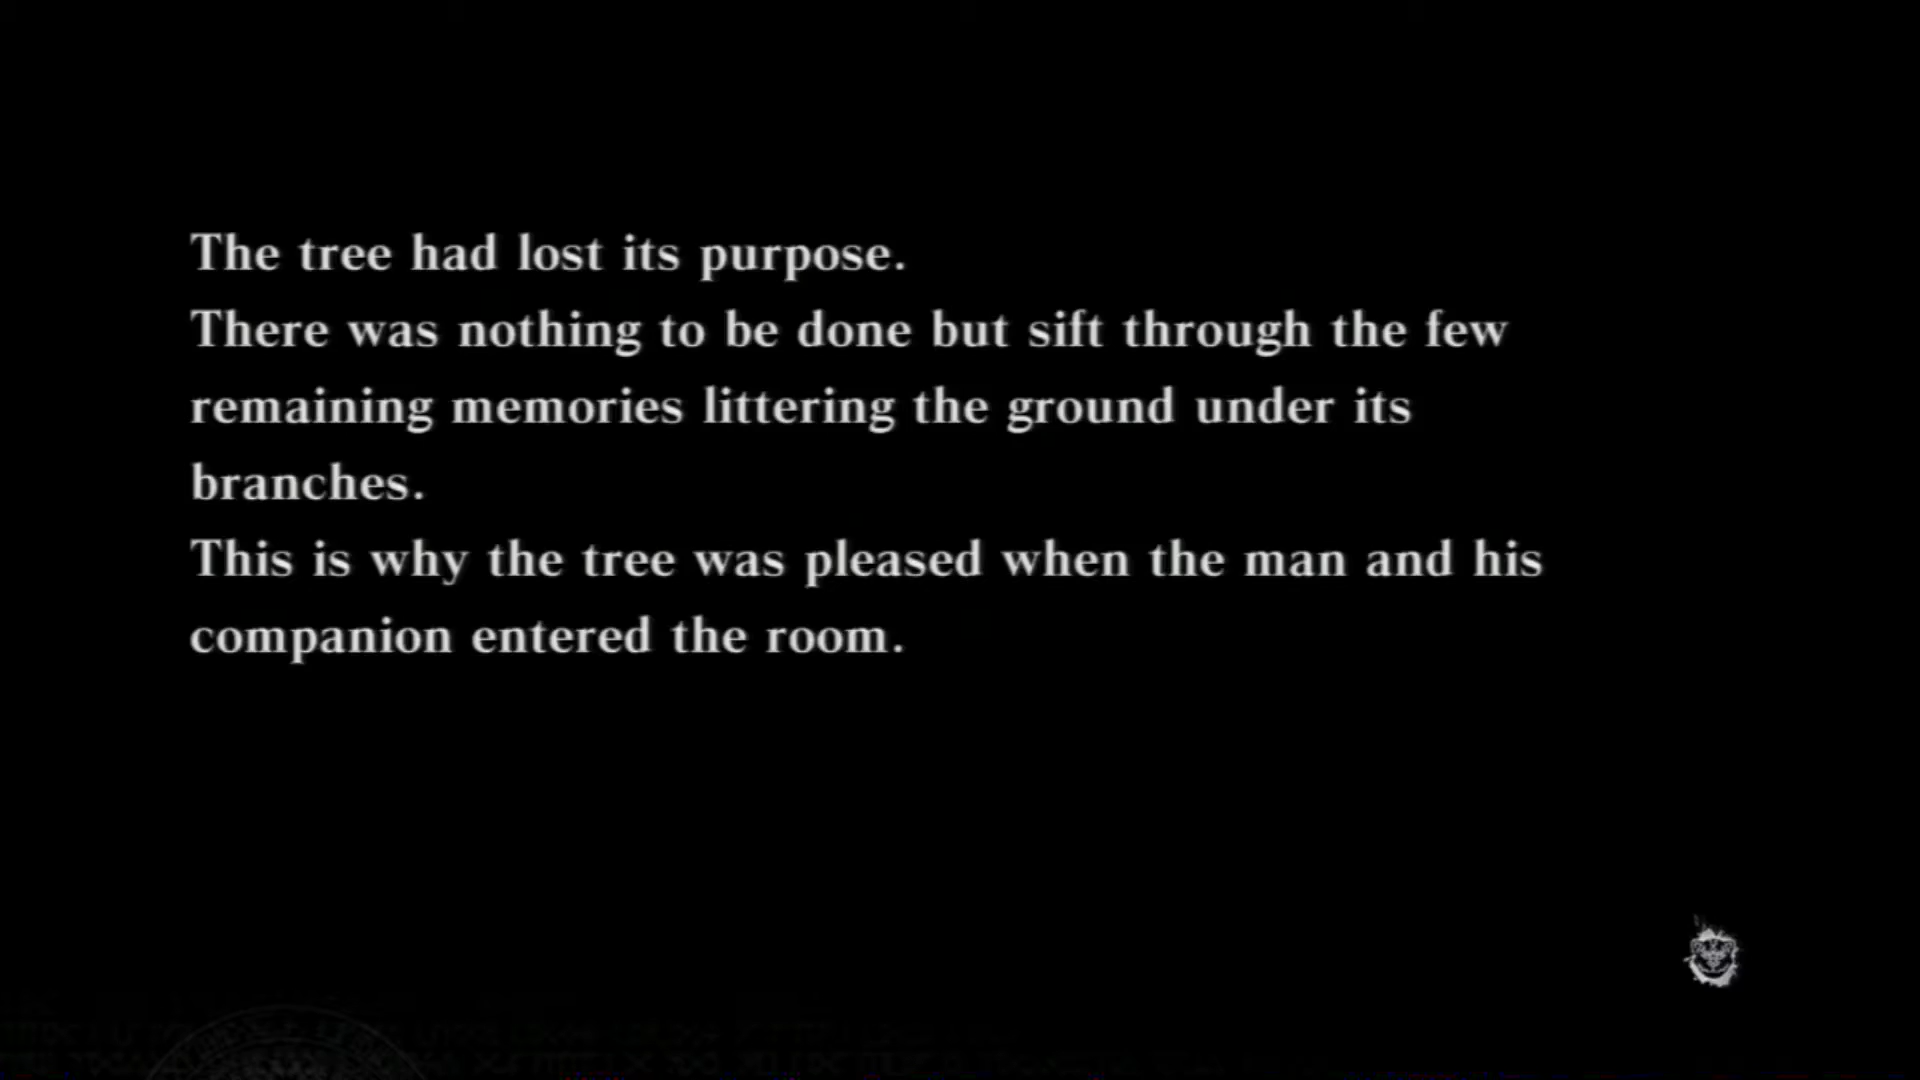 The tree had lost its purpose.
There was nothing to be done but sift through the few
remaining memories littering the ground under its
branches.
This is why the tree was pleased when the man and his
companion entered the room.